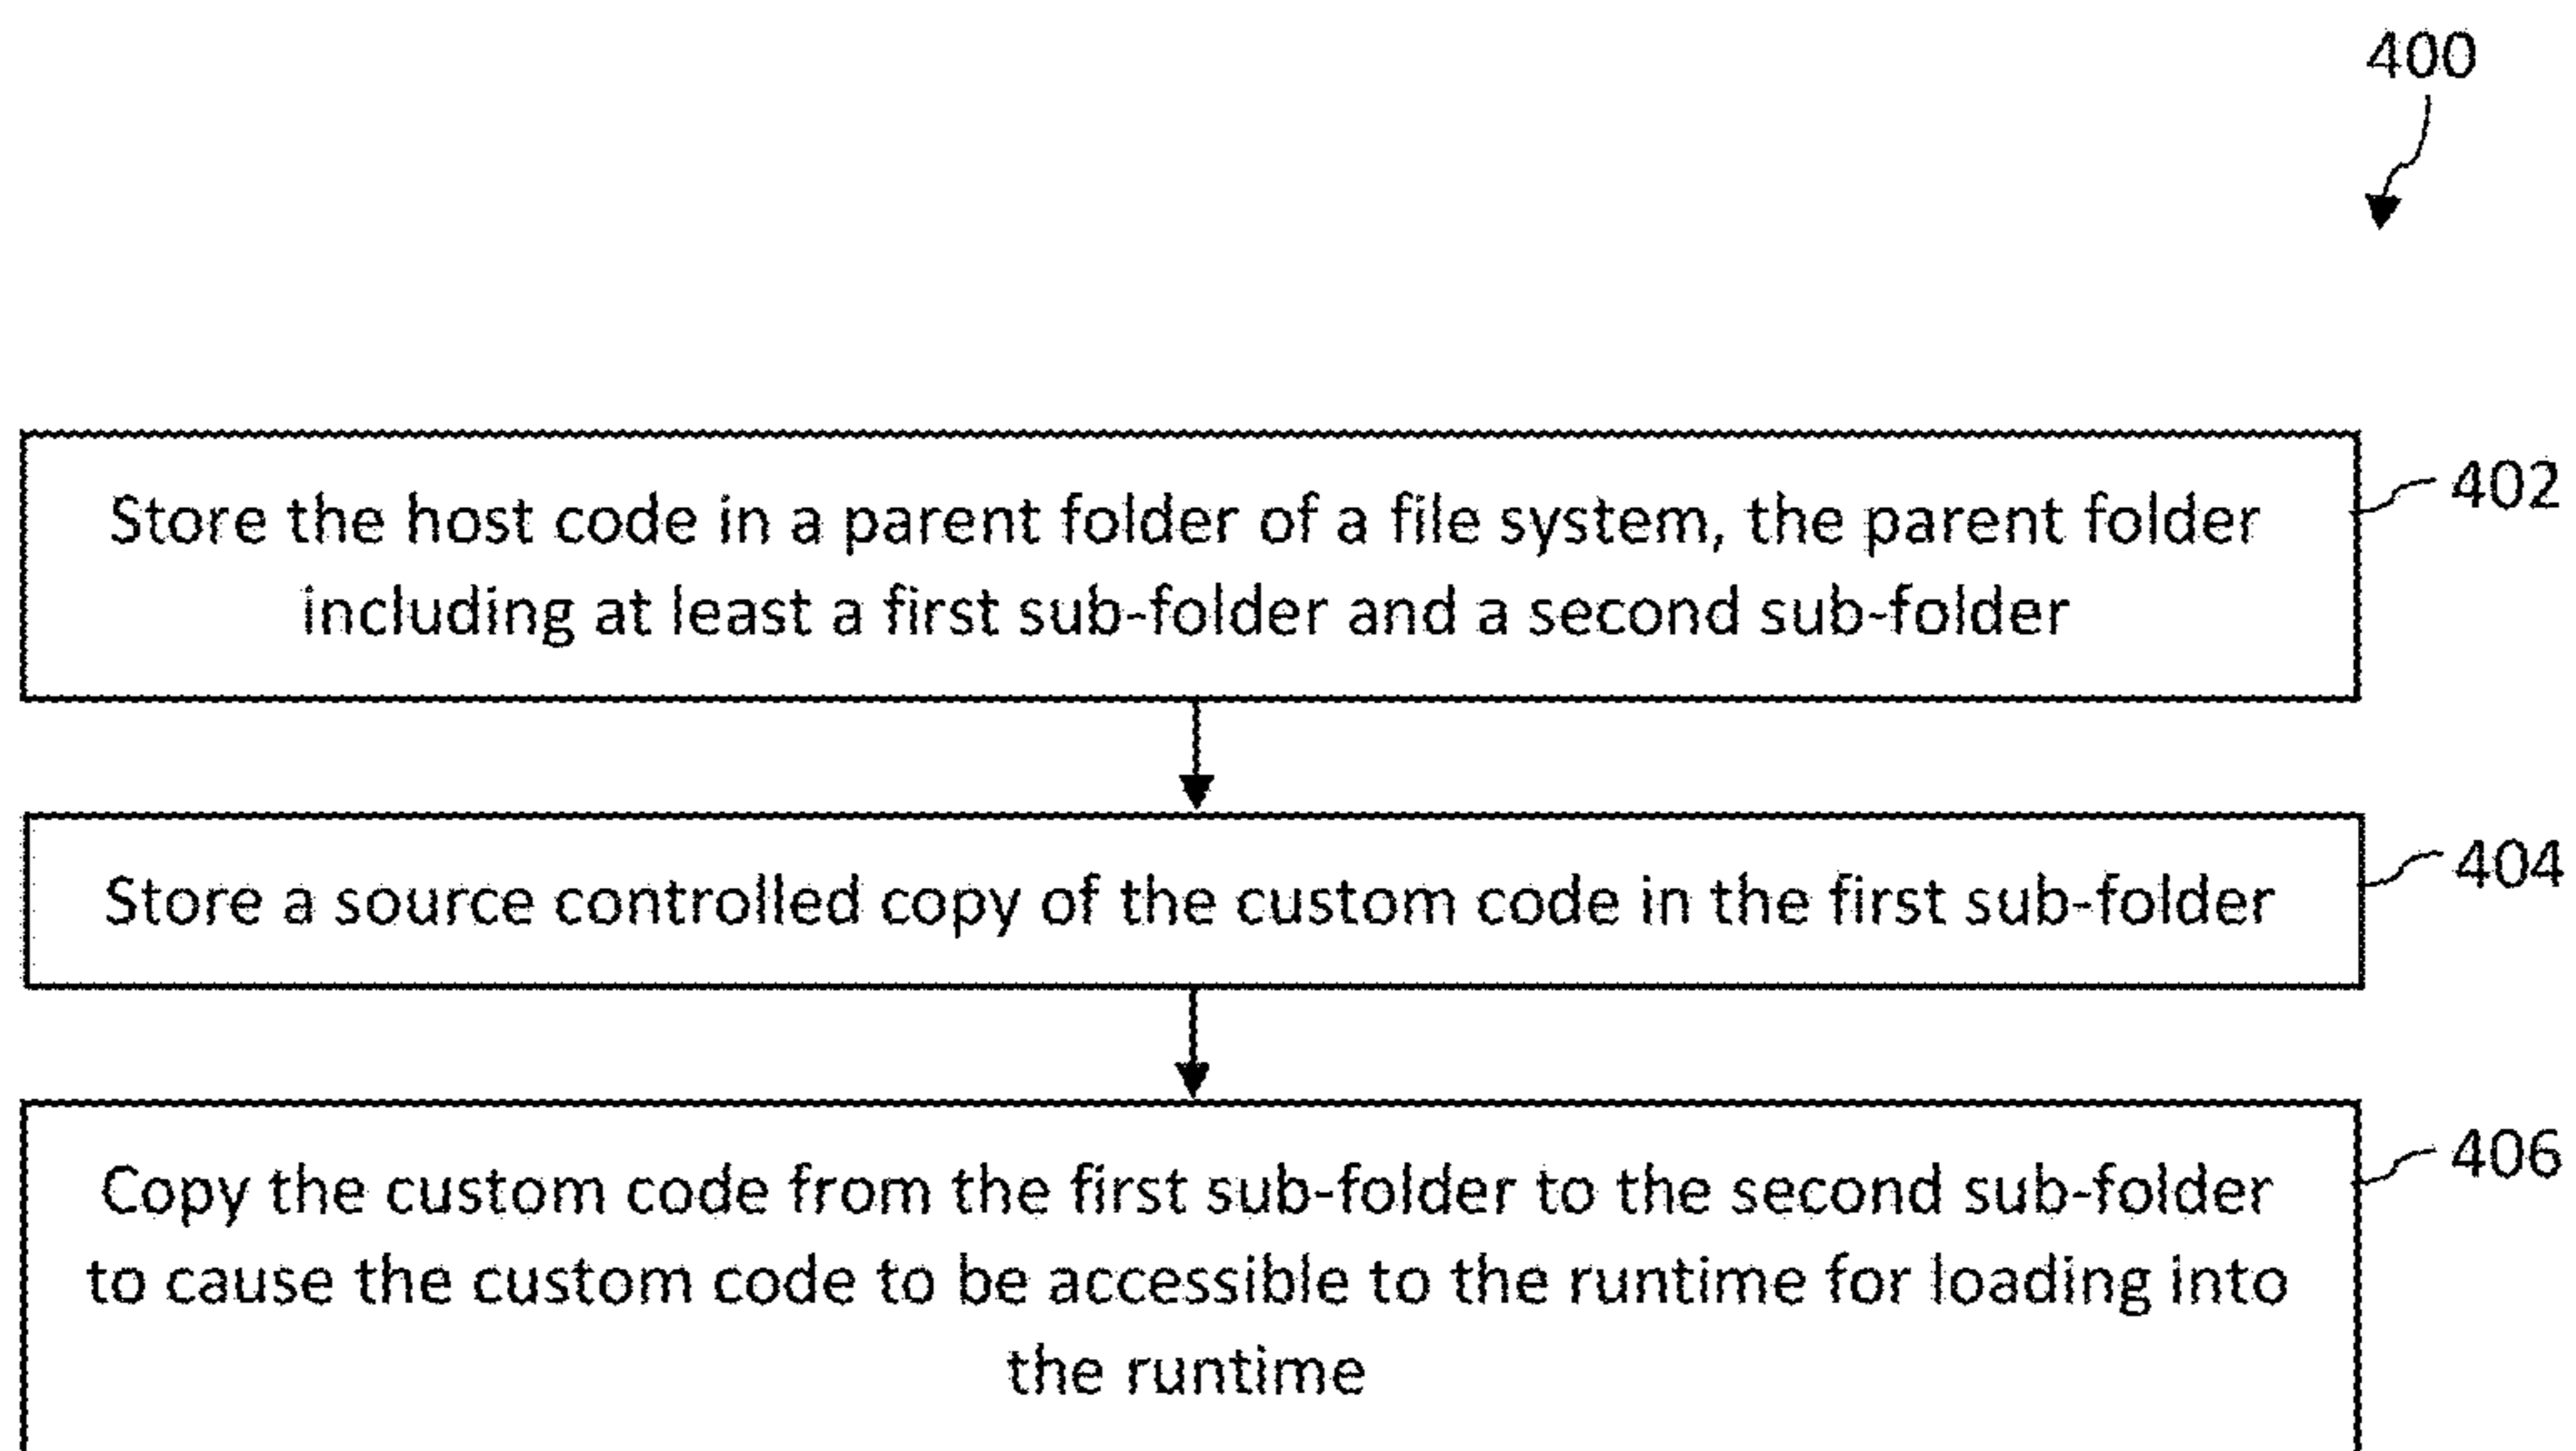 400
Store the host code in a parent folder of a file system, the parent folder
including at least a first sub-folder and a second sub-folder
402
Store a source controlled copy of the custom code in the first sub-folder
404
Copy the custom code from the first sub-folder to the second sub-folder
to cause the custom code to be accessible to the runtime for loading into
the runtime
406